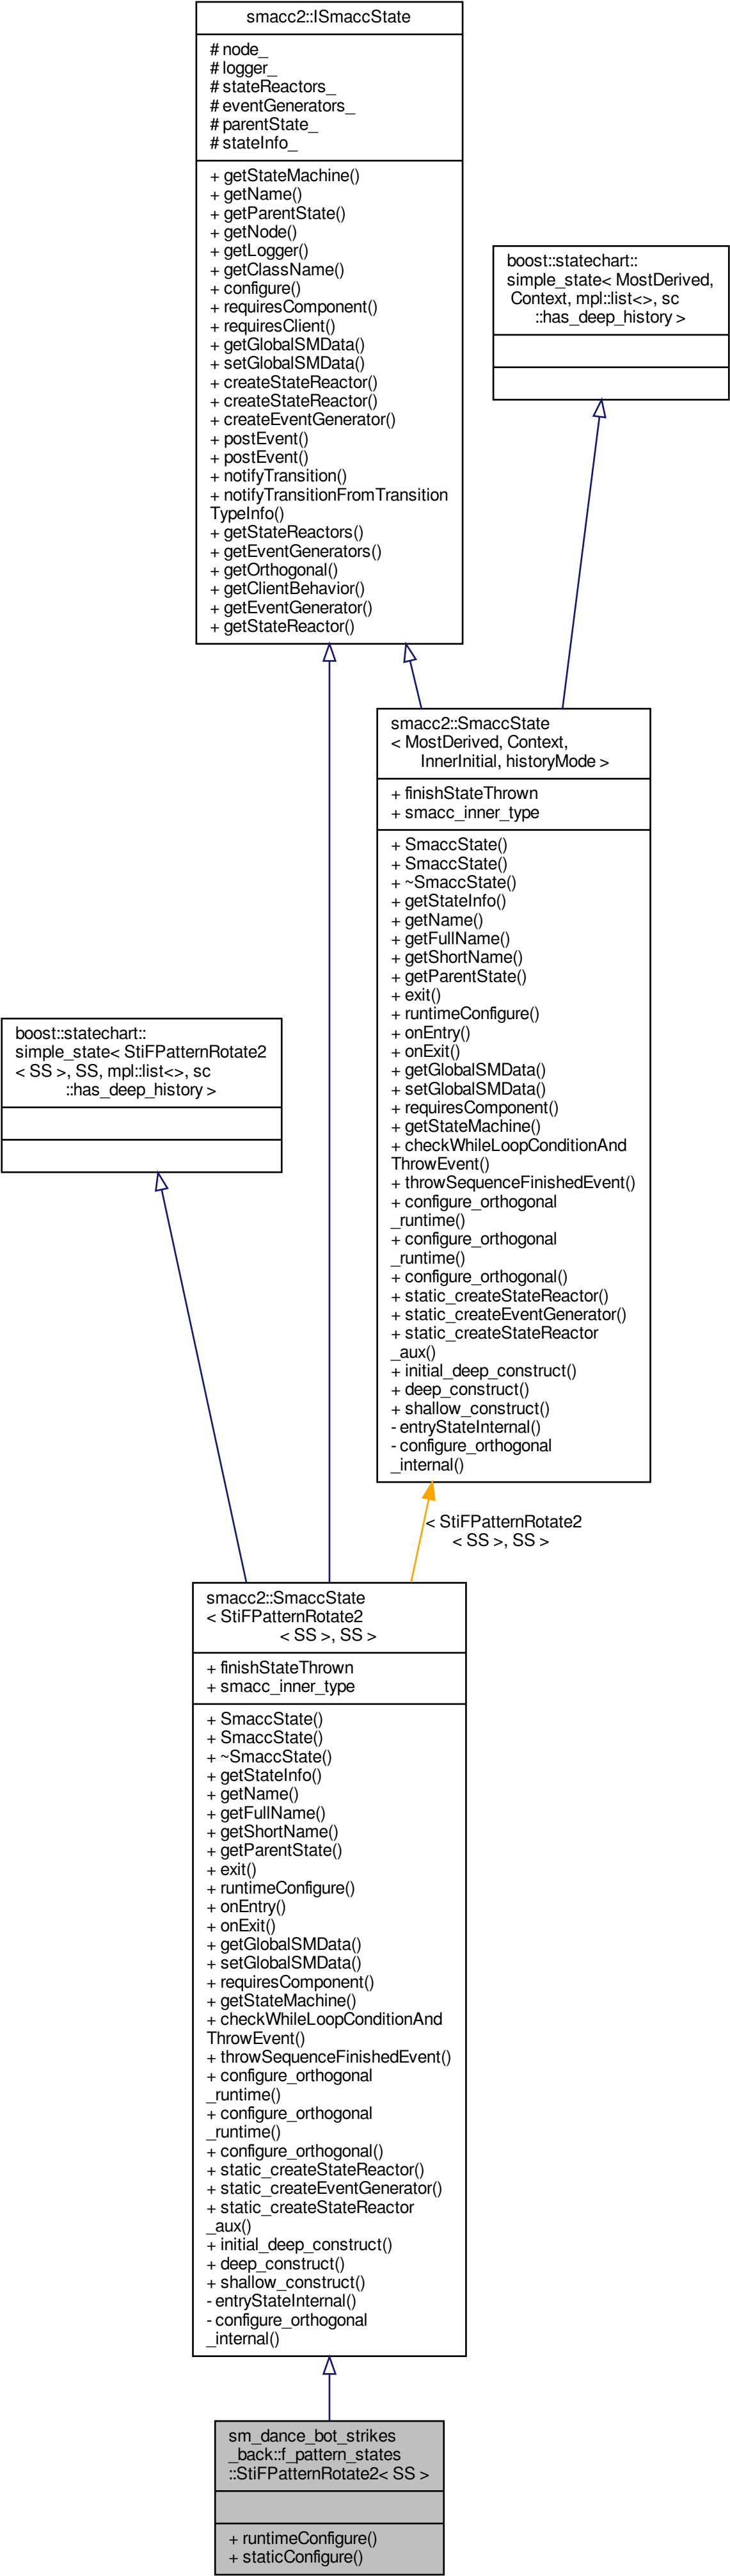 smacc2::ISmaccState
# node_
# logger_
# stateReactors_
# eventGenerators_
# parentState_
# stateInfo_
+ getStateMachine()
+ getName()
+ getParentState()
+ getNode()
+ getLogger()
+ getClassName()
+ configure()
+ requiresComponent()
+ requiresClient()
+ getGlobalSMData()
+ setGlobalSMData()
+ createStateReactor()
+ createStateReactor()
+ createEventGenerator()
+ postEvent()
+ postEvent()
+ notifyTransition()
+ notifyTransitionFromTransition
TypeInfo()
+ getStateReactors()
+ getEventGenerators()
+ getOrthogonal()
+ getClientBehavior()
+ getEventGenerator()
+ getStateReactor()
boost::statechart::
simple_state< MostDerived,
Context, mpl::list<>, sc
::has_deep_history >
smacc2::SmaccState
< MostDerived, Context,
InnerInitial, historyMode >
+ finishStateThrown
+ smacc_inner_type
+ SmaccState()
+ SmaccState()
+ ~SmaccState()
+ getStateInfo()
+ getName()
+ getFullName()
+ getShortName()
+ getParentState()
+ exit()
+ runtimeConfigure()
+ onEntry()
+ onExit()
+ getGlobalSMData()
+ setGlobalSMData()
+ requiresComponent()
+ getStateMachine()
+ checkWhileLoopConditionAnd
ThrowEvent()
+ throwSequenceFinishedEvent()
+ configure_orthogonal
_runtime()
+ configure_orthogonal
_runtime()
+ configure_orthogonal()
+ static_createStateReactor()
+ static_createEventGenerator()
+ static_createStateReactor
_aux()
+ initial_deep_construct()
+ deep_construct()
+ shallow_construct()
- entryStateInternal()
- configure_orthogonal
_internal()
boost::statechart::
simple_state< StiFPatternRotate2
< SS >, SS, mpl::list<>, sc
::has_deep_history >
< StiFPatternRotate2
< SS >, SS >
smacc2::SmaccState
< StiFPatternRotate2
< SS >, SS >
+ finishStateThrown
+ smacc_inner_type
+ SmaccState()
+ SmaccState()
+ ~SmaccState()
+ getStateInfo()
+ getName()
+ getFullName()
+ getShortName()
+ getParentState()
+ exit()
+ runtimeConfigure()
+ onEntry()
+ onExit()
+ getGlobalSMData()
+ setGlobalSMData()
+ requiresComponent()
+ getStateMachine()
+ checkWhileLoopConditionAnd
ThrowEvent()
+ throwSequenceFinishedEvent()
+ configure_orthogonal
_runtime()
+ configure_orthogonal
_runtime()
+ configure_orthogonal()
+ static_createStateReactor()
+ static_createEventGenerator()
+ static_createStateReactor
_aux()
+ initial_deep_construct()
+ deep_construct()
+ shallow_construct()
- entryStateInternal()
- configure_orthogonal
_internal()
sm_dance_bot_strikes
_back::f_pattern_states
::StiFPatternRotate2< SS >
+ runtimeConfigure()
+ staticConfigure()